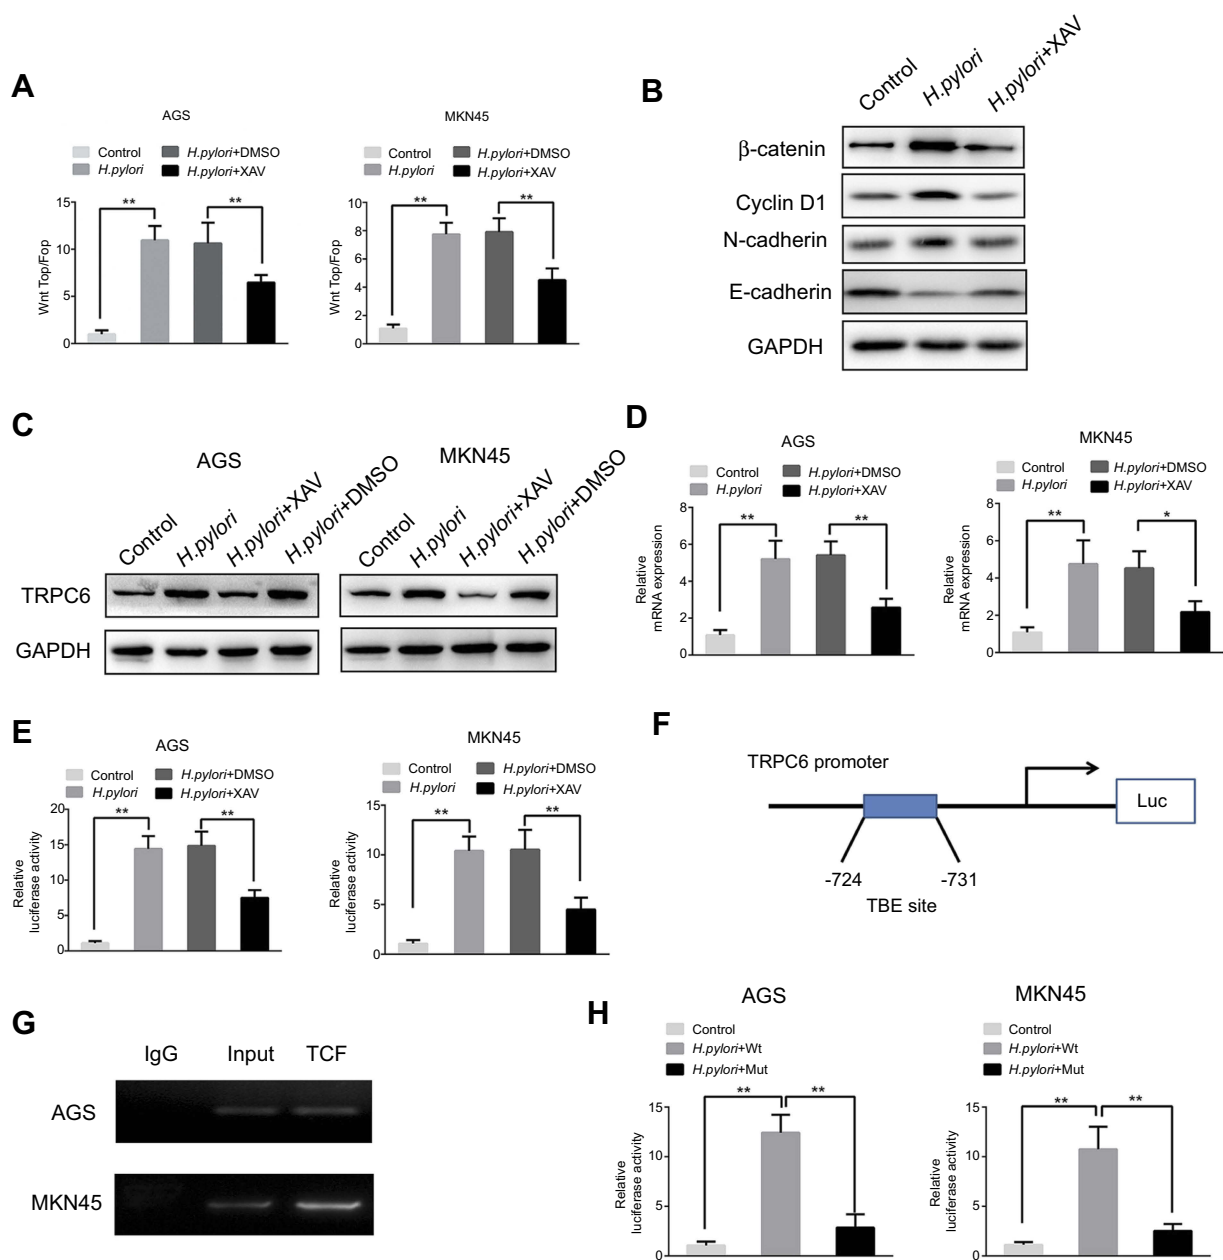 A
AGS
Control
H.pylori+DMSO
H.pylori
H.pylori+XAV
Wnt Top/Fop
15
10
5
0
**
**
MKN45
Control
H.pylori+DMSO
H.pylori
H.pylori+XAV
Wnt Top/Fop
10
8
6
4
2
0
**
**
B
Control
H.pylori
H.pylori+XAV
β-catenin
Cyclin D1
N-cadherin
E-cadherin
GAPDH
C
AGS
MKN45
Control
H.pylori
H.pylori+XAV
H.pylori+DMSO
Control
H.pylori
H.pylori+XAV
H.pylori+DMSO
TRPC6
GAPDH
D
AGS
Control
H.pylori+DMSO
H.pylori
H.pylori+XAV
Relative
mRNA expression
8
6
4
2
0
**
**
MKN45
Control
H.pylori+DMSO
H.pylori
H.pylori+XAV
Relative
mRNA expression
8
6
4
2
0
**
*
E
AGS
Control
H.pylori+DMSO
H.pylori
H.pylori+XAV
Relative
luciferase activity
20
15
10
5
0
**
**
MKN45
Control
H.pylori+DMSO
H.pylori
H.pylori+XAV
Relative
luciferase activity
15
10
5
0
**
**
F
TRPC6 promoter
Luc
-724
-731
TBE site
G
IgG
Input
TCF
AGS
MKN45
H
AGS
Control
H.pylori+Wt
H.pylori+Mut
Relative
luciferase activity
15
10
5
0
**
**
MKN45
Control
H.pylori+Wt
H.pylori+Mut
Relative
luciferase activity
15
10
5
0
**
**